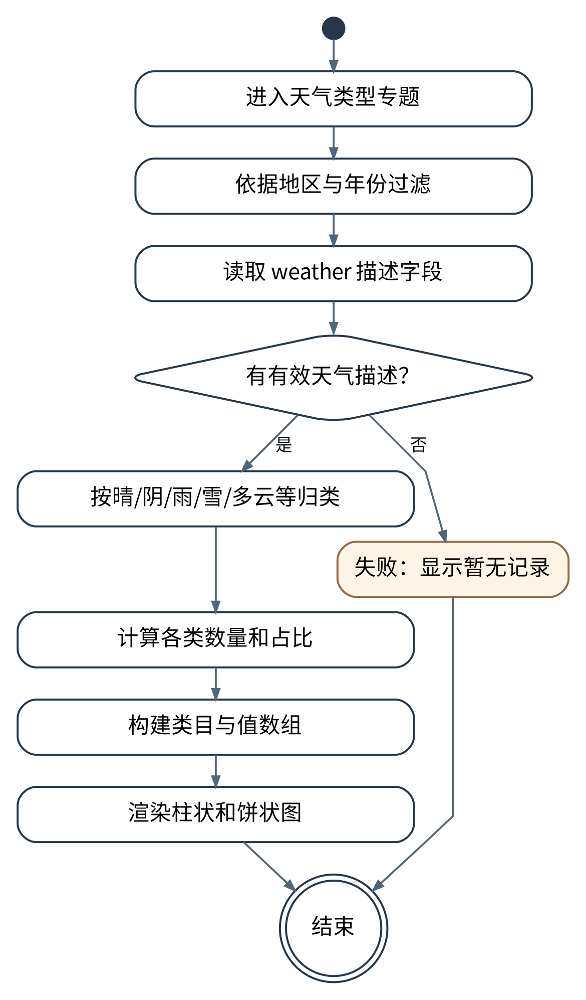 进入天气类型专题
依据地区与年份过滤
读取 weather 描述字段
有有效天气描述？
是
否
按晴/阴/雨/雪/多云等归类
失败：显示暂无记录
计算各类数量和占比
构建类目与值数组
渲染柱状和饼状图
结束